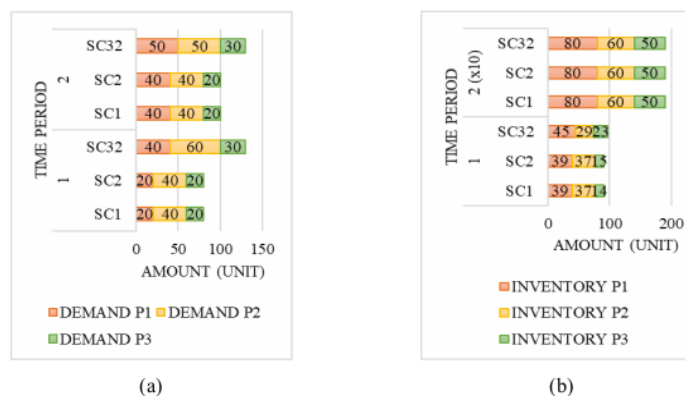 TIME PERIOD
2
1
SC32 50 50 30
SC2 40 40 20
SC1 40 40 20
SC32 40 60 30
SC2 20 40 20
SC1 20 40 20
0 50 100 150
AMOUNT (UNIT)
DEMAND P1 DEMAND P2
DEMAND P3
(a)
TIME PERIOD
2 (x10)
1
SC32 80 60 50
SC2 80 60 50
SC1 80 60 50
SC32 45 29 23
SC2 39 37 15
SC1 39 37 14
0 100 200
AMOUNT (UNIT)
INVENTORY P1
INVENTORY P2
INVENTORY P3
(b)